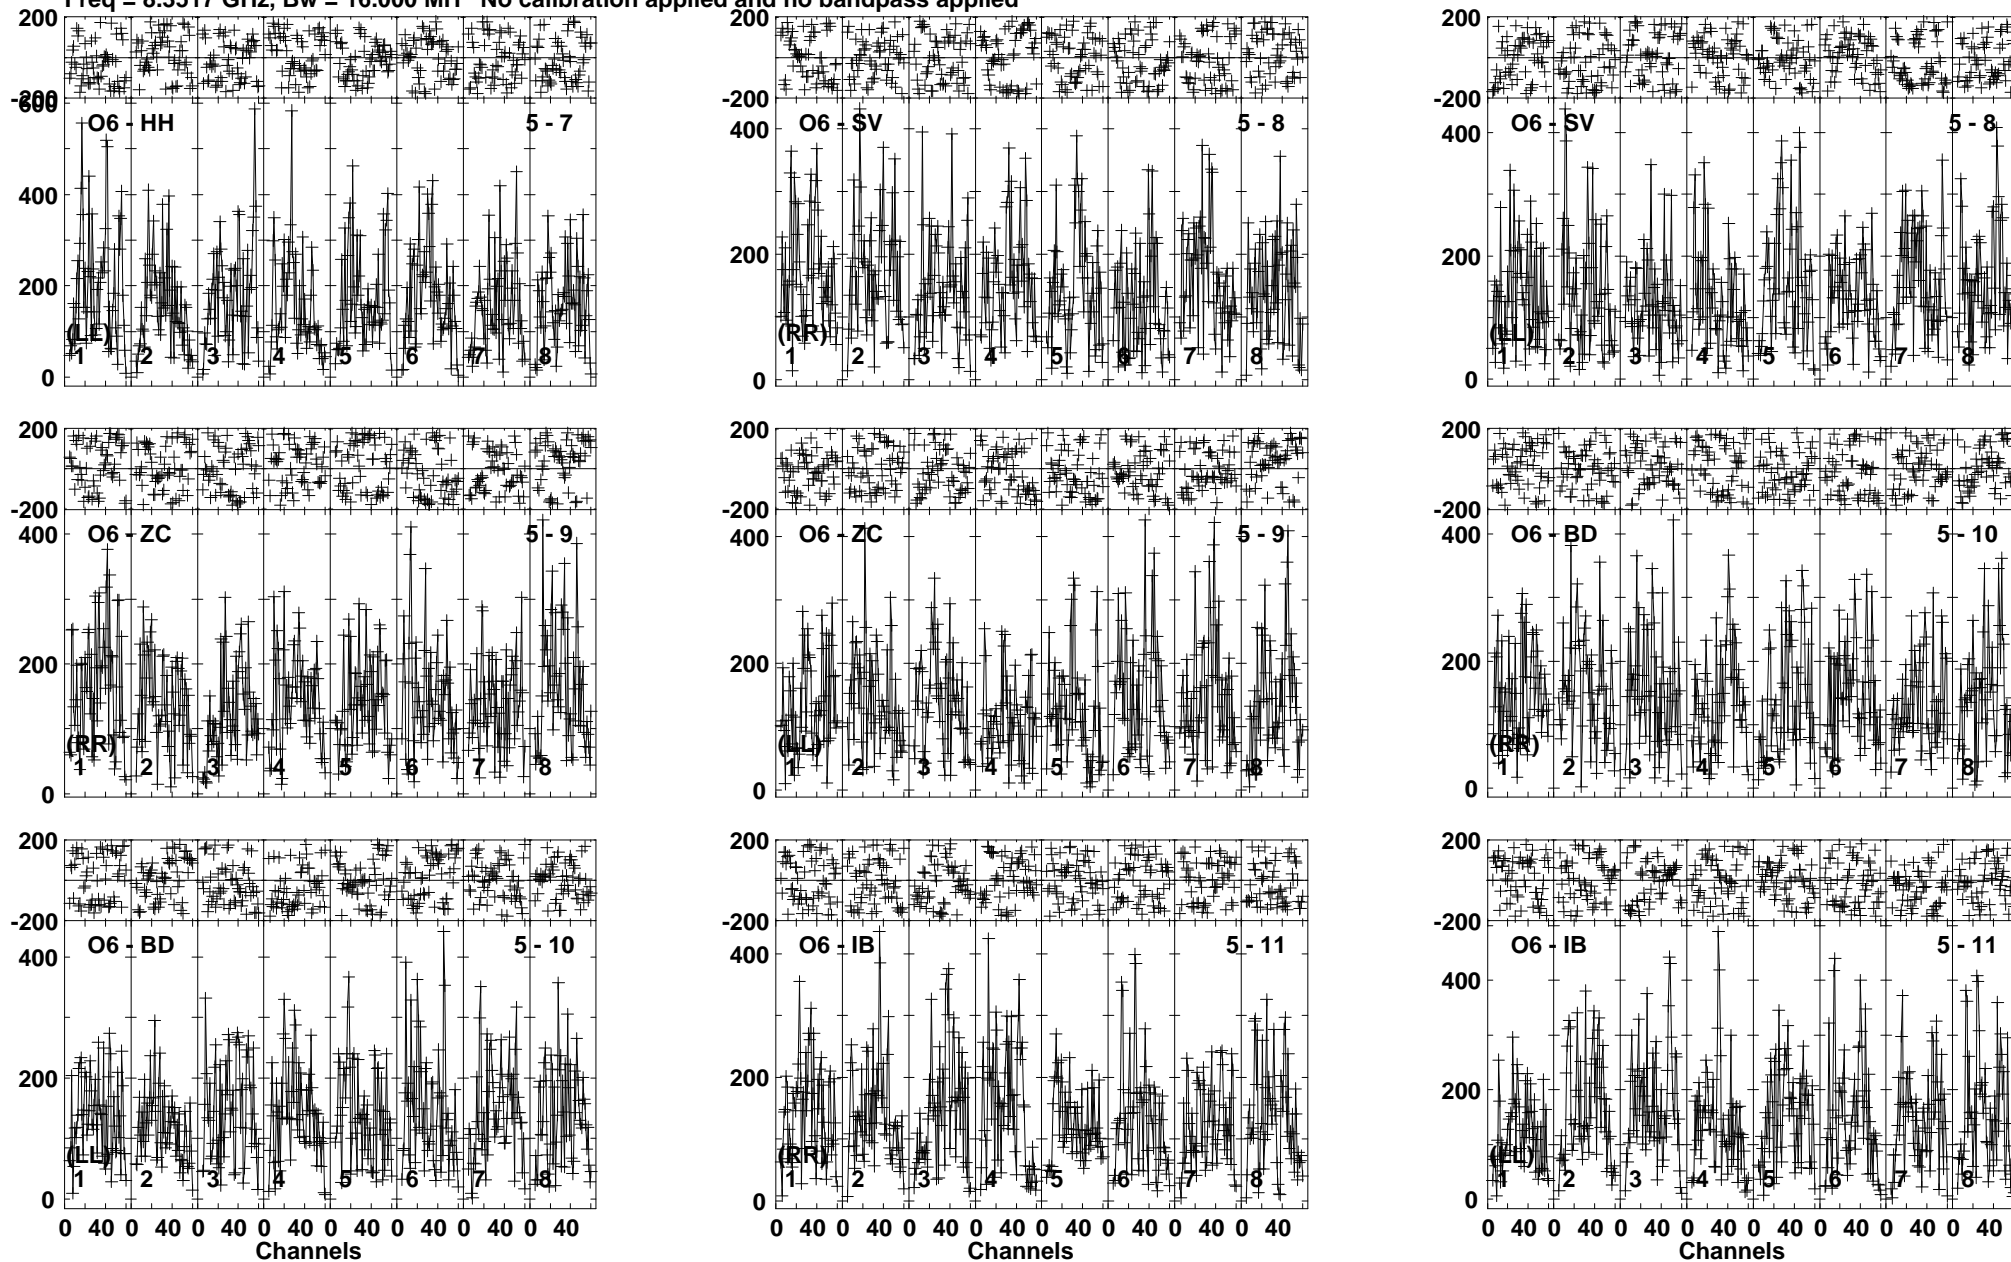 Freq = 8.3517 GHz, Bw = 16.000 MH No calibration applied and no bandpass applied
200 200 200
-200 -200 -200
600
O6 - HH 5 - 7 O6 - SV 5 - 8 O6 - SV 5 - 8
400 400 400
200 200 200
(LL) (RR) (LL)
1 2 3 4 5 6 7 8 1 2 3 4 5 6 7 8 1 2 3 4 5 6 7 8
0 0 0
200 200 200
-200 -200 -200
O6 - ZC 5 - 9 O6 - ZC 5 - 9 O6 - BD 5 - 10
400 400 400
200 200 200
(RR) (LL) (RR)
1 2 3 4 5 6 7 8 1 2 3 4 5 6 7 8 1 2 3 4 5 6 7 8
0 0 0
200 200 200
-200 -200 -200
O6 - BD 5 - 10 O6 - IB 5 - 11 O6 - IB 5 - 11
400 400 400
200 200 200
(LL) (RR) (LL)
1 2 3 4 5 6 7 8 1 2 3 4 5 6 7 8 1 2 3 4 5 6 7 8
0 0 0
0 40 0 40 0 40 0 40 0 40 0 40 0 40 0 40 0 40 0 40 0 40 0 40 0 40 0 40 0 40 0 40 0 40 0 40 0 40 0 40 0 40 0 40 0 40 0 40
Channels Channels Channels